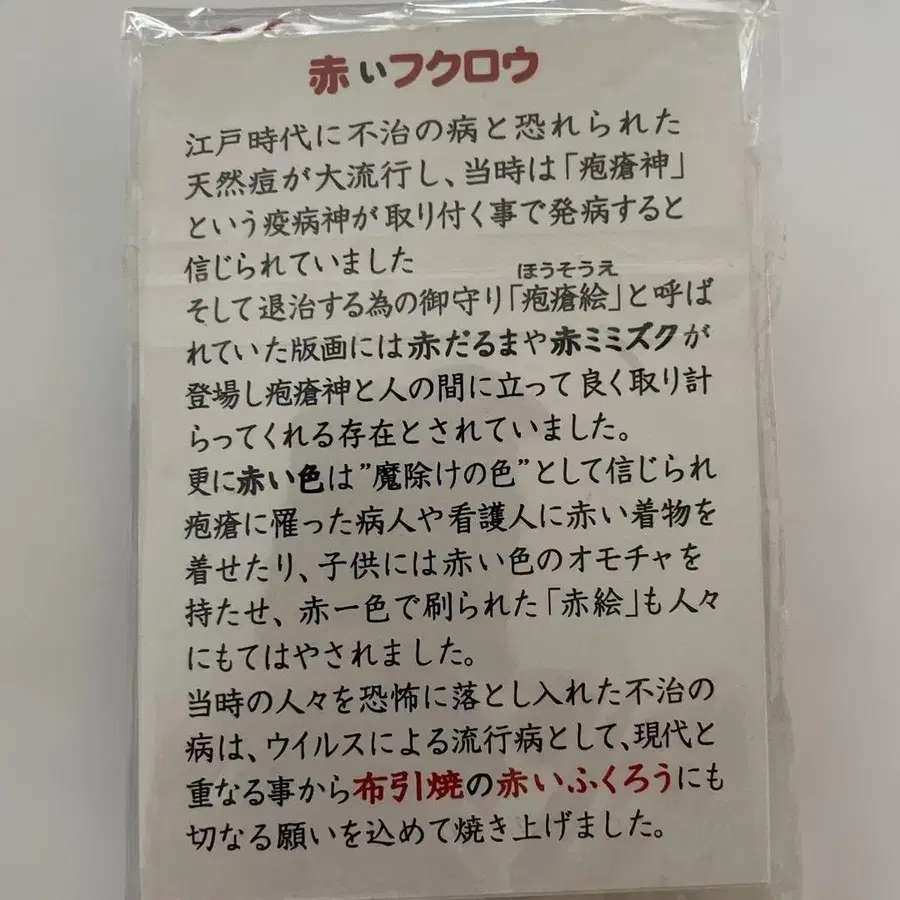 赤いフクロウ
江戸時代に不治の病と恐れられた
天然痘が大流行し、当時は「疱瘡神」
という疫病神が取り付く事で発病すると
信じられていました
ほうそうえ
そして退治する為の御守り「疱瘡絵」と呼ば
れていた版画には赤だるまや赤ミミズクが
登場し疱瘡神と人の間に立って良く取り計
らってくれる存在とされていました。
更に赤い色は”魔除けの色”として信じられ
疱瘡に罹った病人や看護人に赤い着物を
着せたり、子供には赤い色のオモチャを
持たせ、赤一色で刷られた「赤絵」も人々
にもてはやされました。
当時の人々を恐怖に落とし入れた不治の
病は、ウイルスによる流行病として、現代と
重なる事から布引焼の赤いふくろうにも
切なる願いを込めて焼き上げました。